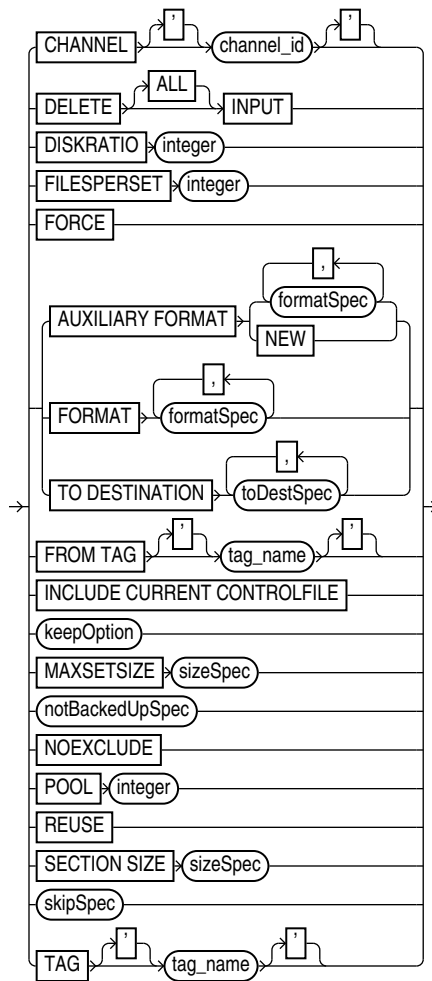 CHANNEL ' channel_id '
DELETE ALL INPUT
DISKRATIO integer
FILESPERSET integer
FORCE
AUXILIARY FORMAT , formatSpec
NEW
FORMAT , formatSpec
TO DESTINATION , toDestSpec
FROM TAG ' tag_name '
INCLUDE CURRENT CONTROLFILE
keepOption
MAXSETSIZE sizeSpec
notBackedUpSpec
NOEXCLUDE
POOL integer
REUSE
SECTION SIZE sizeSpec
skipSpec
TAG ' tag_name '